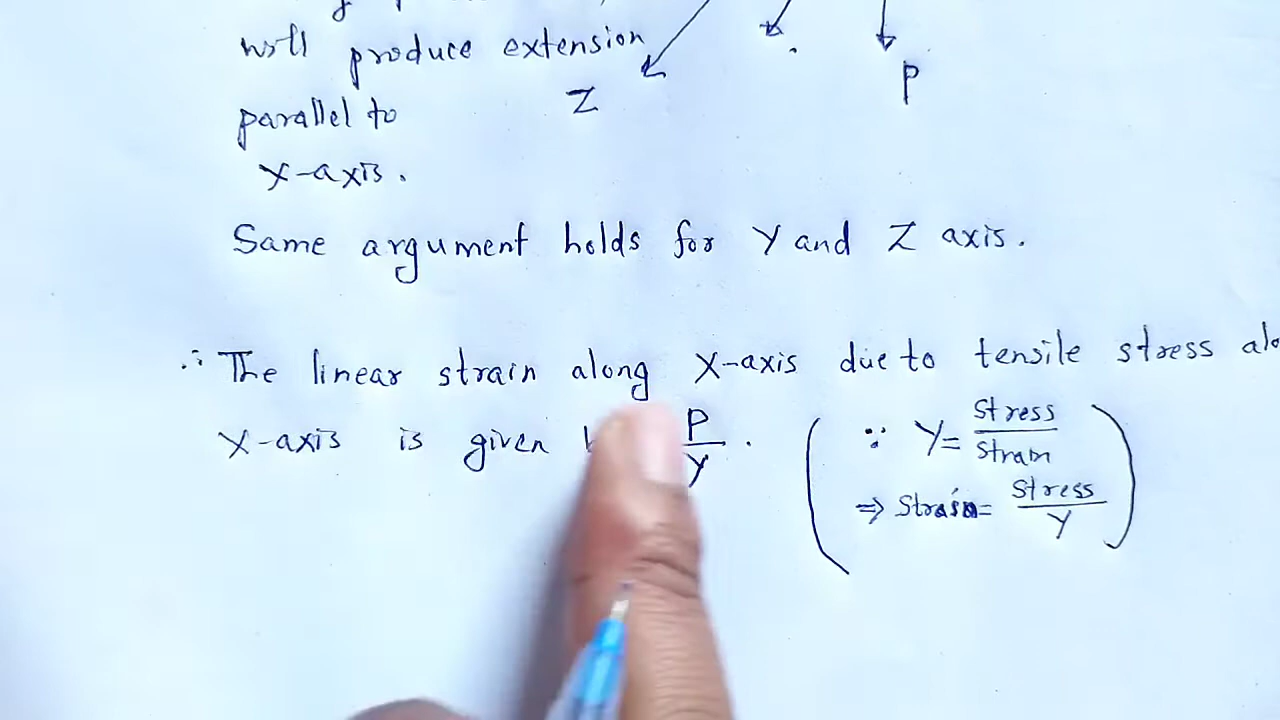 will produce extension
Z
P
parallel to
X-axis.
Same argument holds for Y and Z axis.
∴ The linear strain along X-axis due to tensile stress alo
X-axis is given P/Y.
(∵ Y = Stress/Strain
⇒ Strain = Stress/Y)